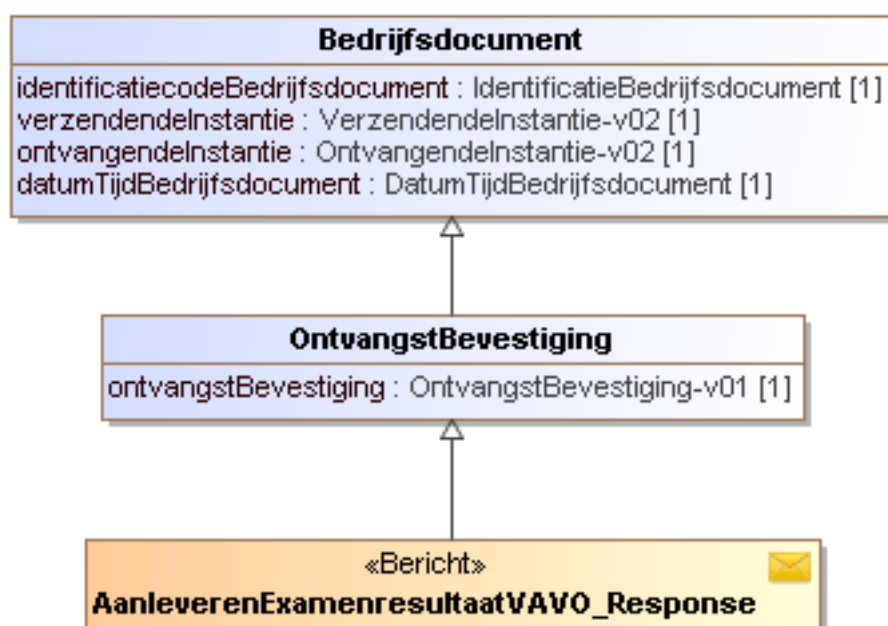 Bedrijfsdocument
identificatiecodeBedrijfsdocument : IdentificatieBedrijfsdocument [1]
verzendendeInstantie : VerzendendeInstantie-v02 [1]
ontvangendeInstantie : OntvangendeInstantie-v02 [1]
datumTijdBedrijfsdocument : DatumTijdBedrijfsdocument [1]
OntvangstBevestiging
ontvangstBevestiging : OntvangstBevestiging-v01 [1]
«Bericht»
AanleverenExamenresultaatVAVO_Response